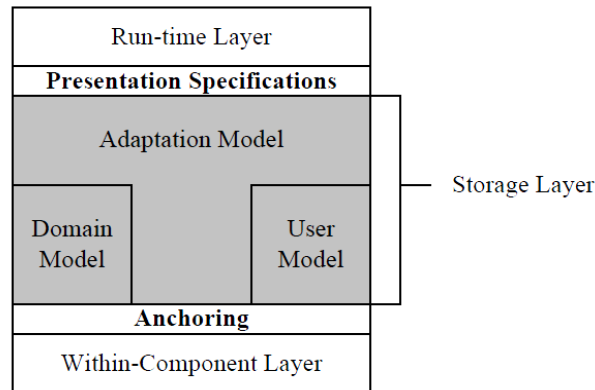 Run-time Layer
Presentation Specifications
Adaptation Model
Storage Layer
Domain
Model
User
Model
Anchoring
Within-Component Layer